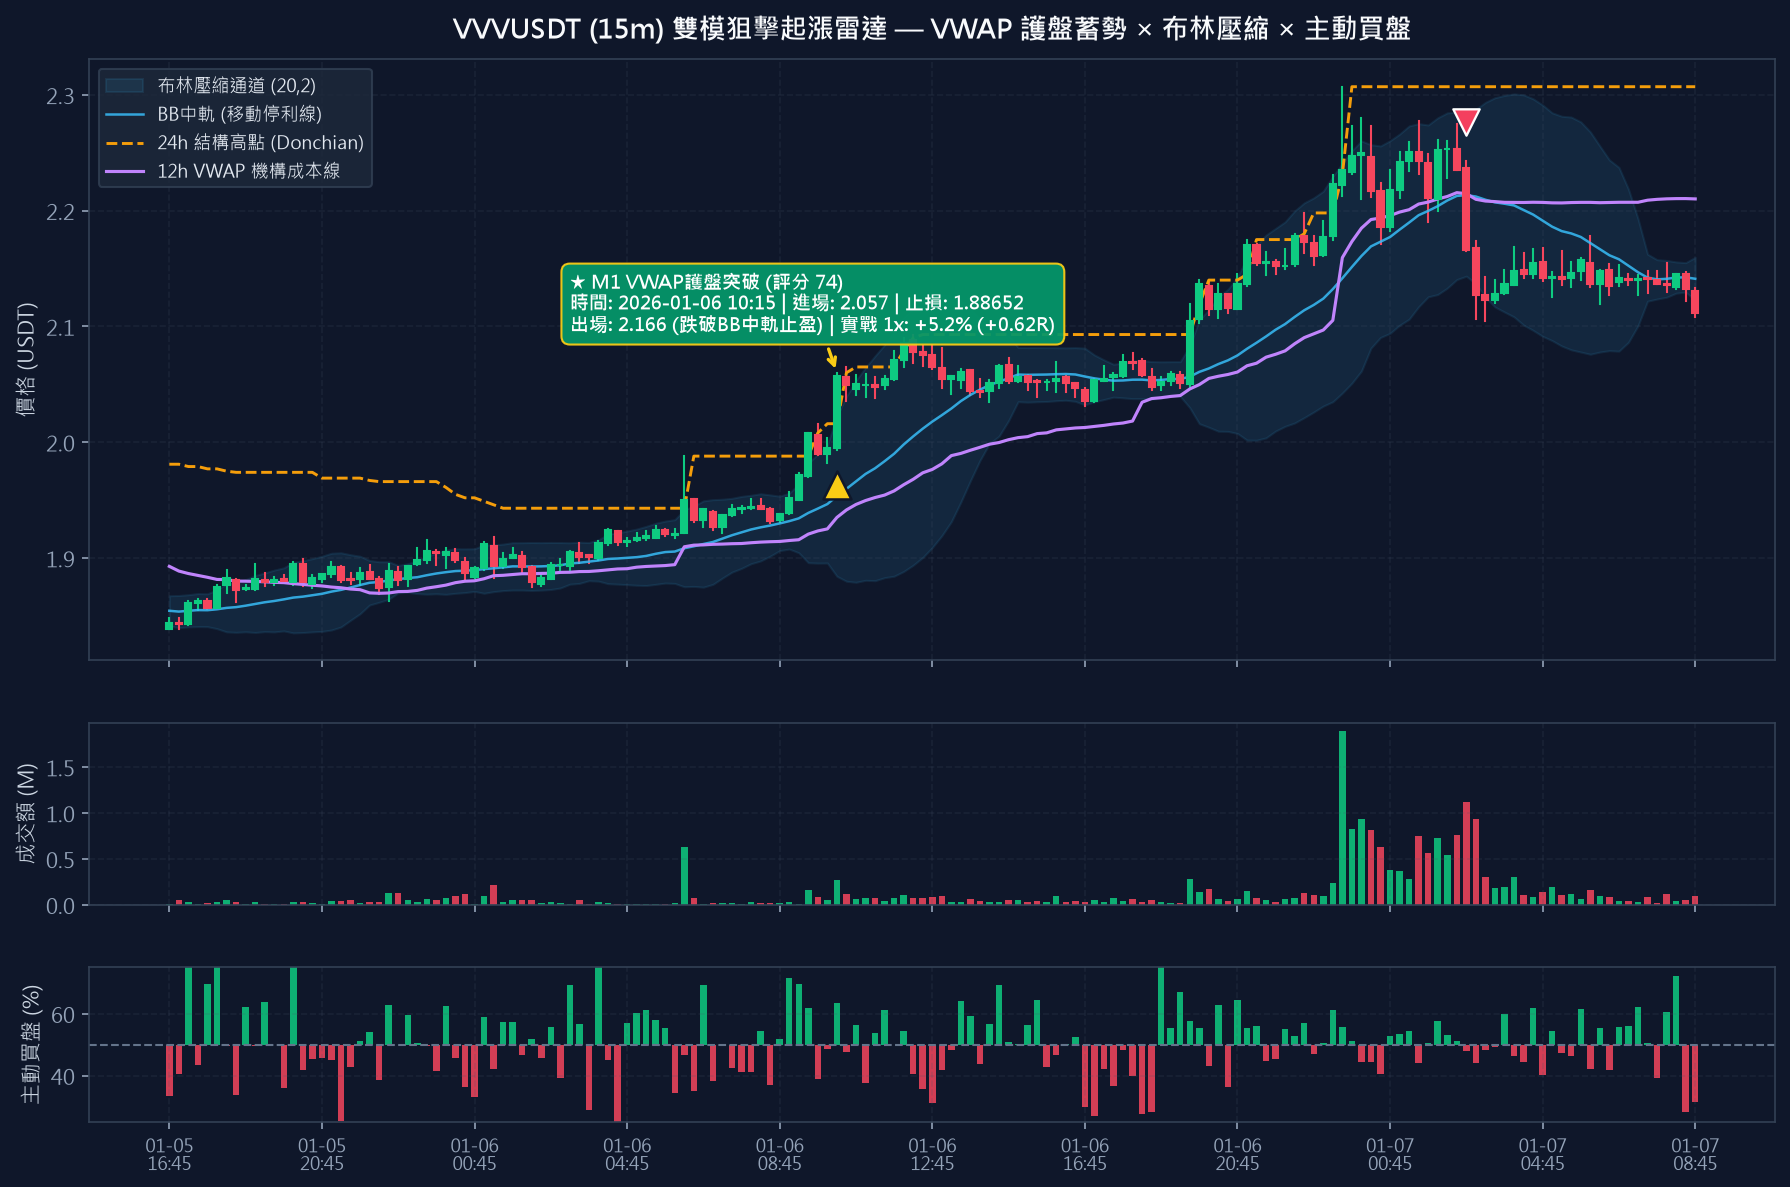 VVVUSDT (15m) 雙模狙擊起漲雷達 — VWAP 護盤蓄勢 × 布林壓縮 × 主動買盤
布林壓縮通道 (20,2)
BB中軌 (移動停利線)
24h 結構高點 (Donchian)
12h VWAP 機構成本線
價格 (USDT)
2.3
2.2
2.1
2.0
1.9
★ M1 VWAP護盤突破 (評分 74)
時間: 2026-01-06 10:15 | 進場: 2.057 | 止損: 1.88652
出場: 2.166 (跌破BB中軌止盈) | 實戰 1x: +5.2% (+0.62R)
成交額 (M)
1.5
1.0
0.5
0.0
主動買盤 (%)
60
40
01-05 01-05 01-06 01-06 01-06 01-06 01-06 01-06 01-07 01-07 01-07
16:45 20:45 00:45 04:45 08:45 12:45 16:45 20:45 00:45 04:45 08:45